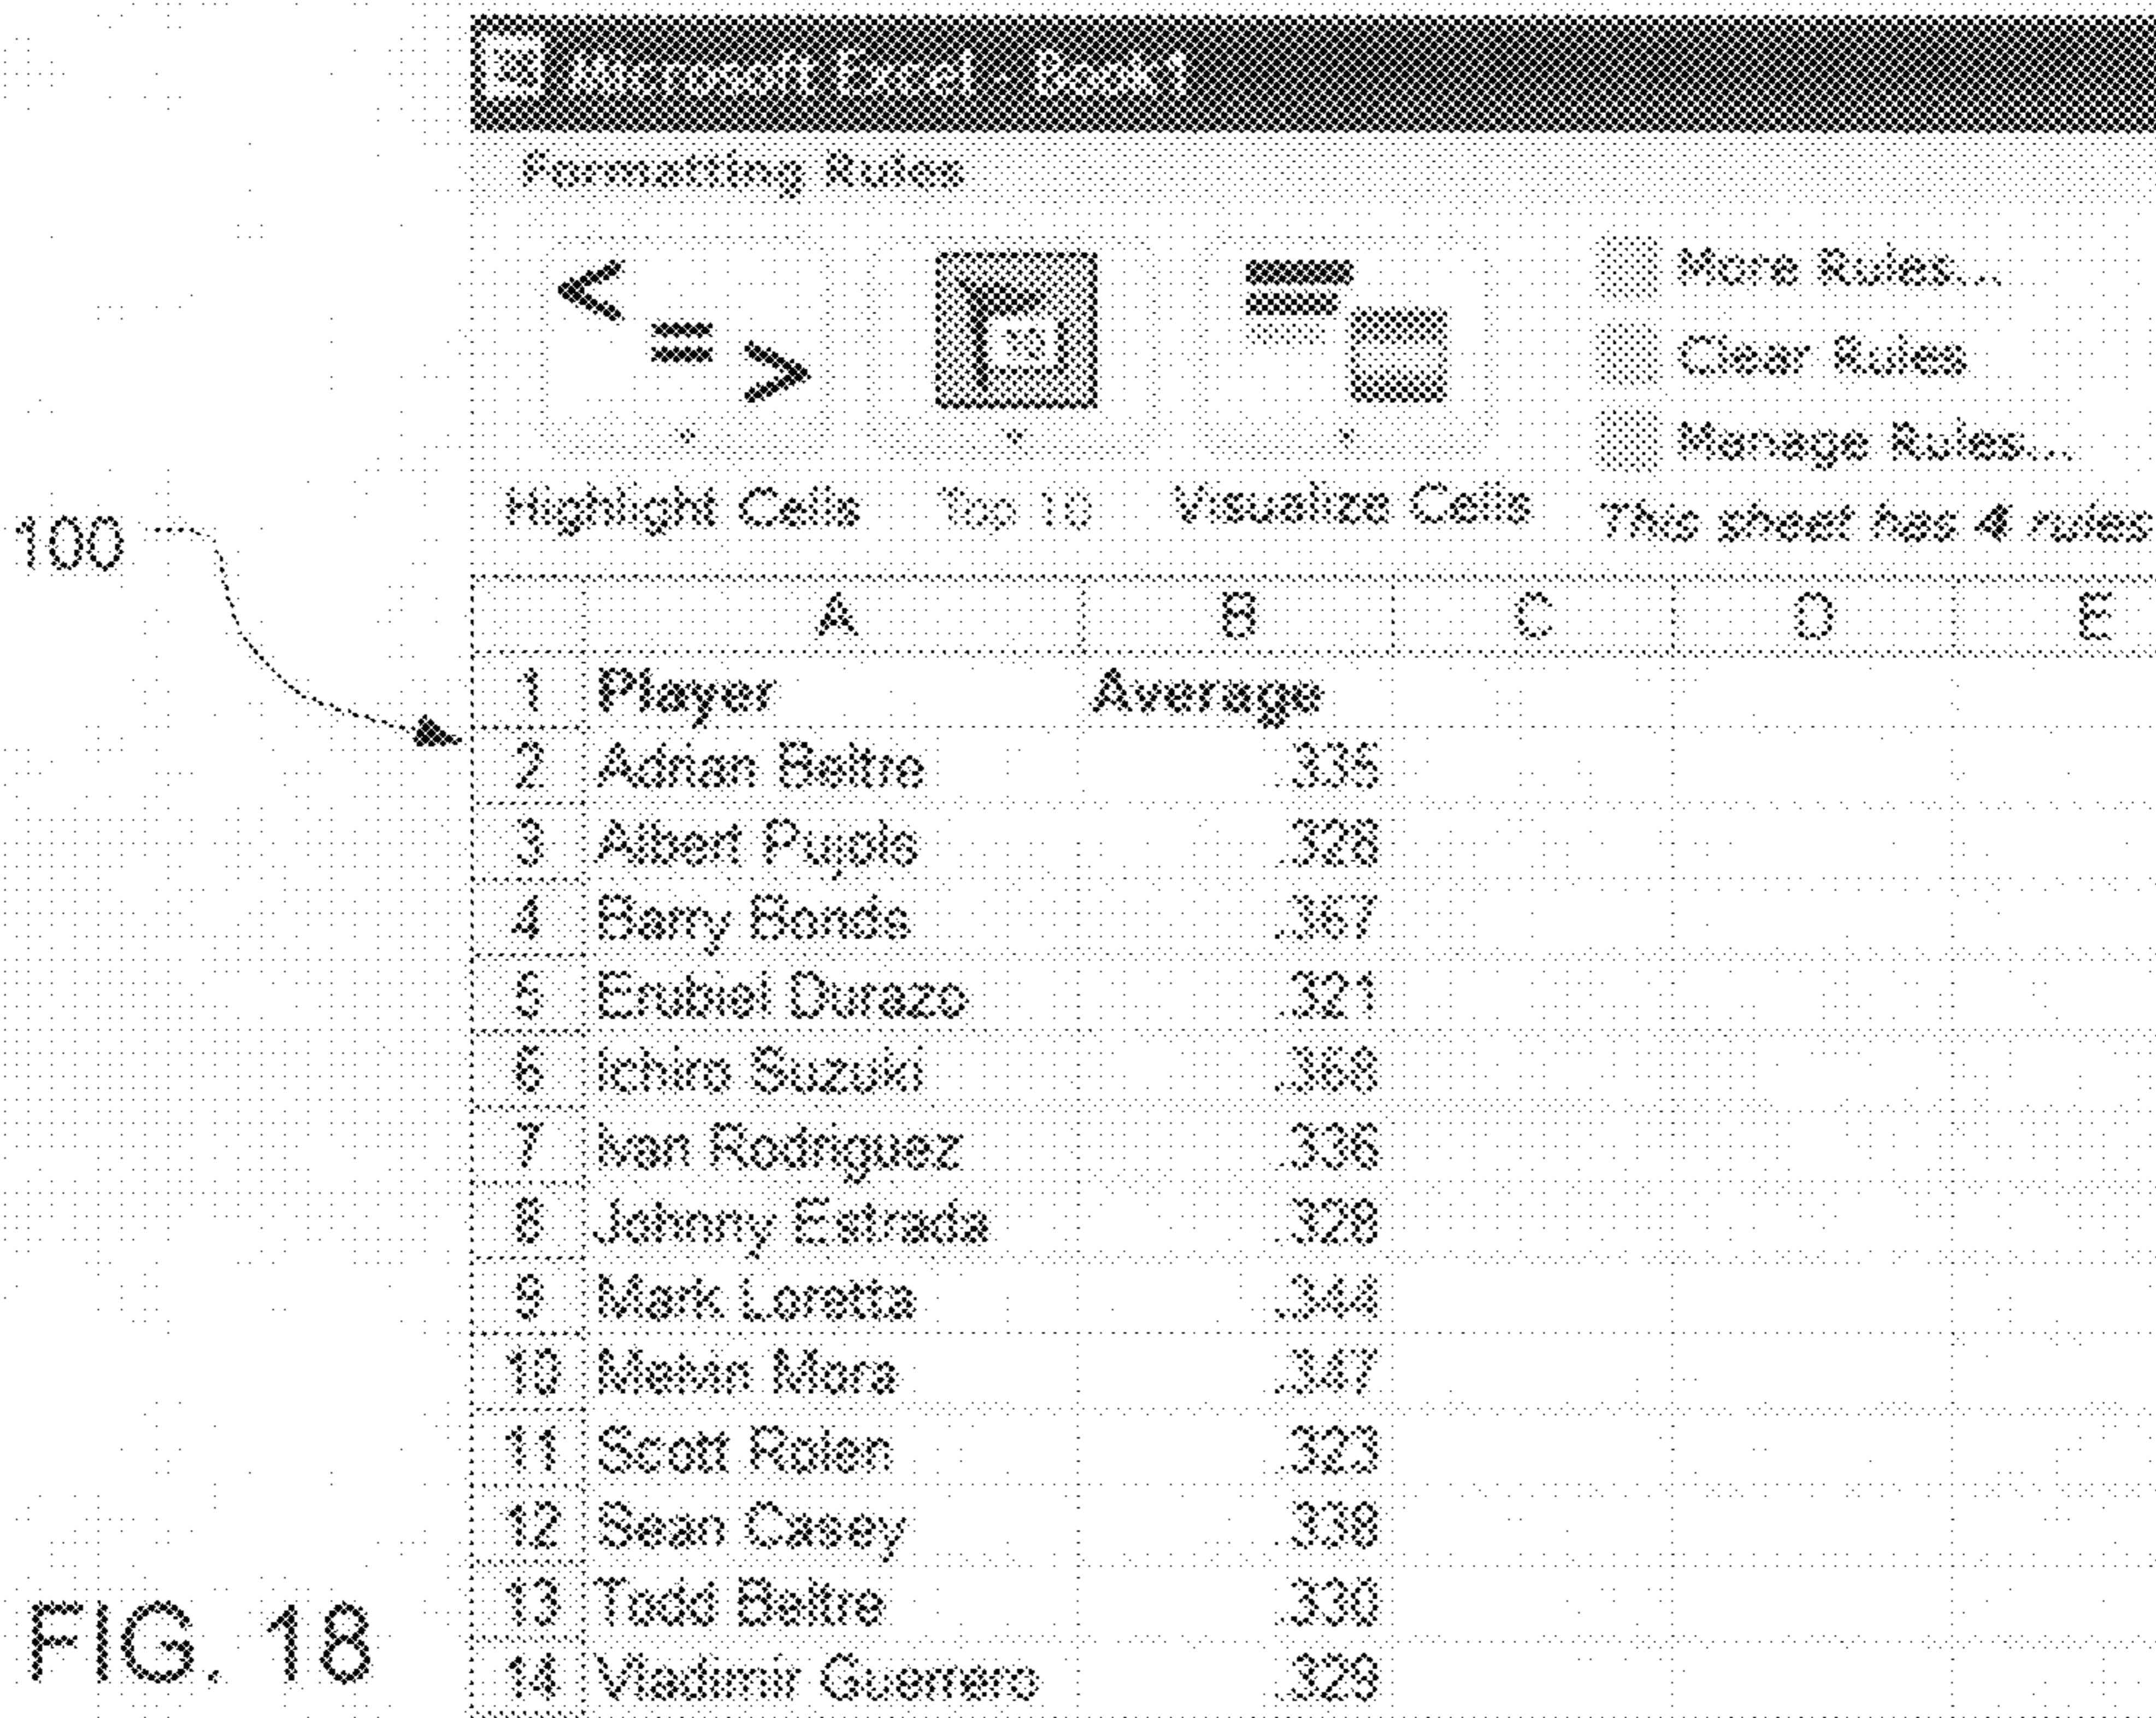 Microsoft Excel - Book1
Formatting Rules
< = >
10
More Rules...
Clear Rules
Manage Rules...
Highlight Cells Top 10 Visualize Cells This sheet has 4 rules
100
A B C D E
1 Player Average
2 Adrian Beltre .335
3 Albert Pujols .328
4 Barry Bonds .367
5 Erubiel Durazo .321
6 Ichiro Suzuki .368
7 Ivan Rodriguez .336
8 Johnny Estrada .328
9 Mark Loretta .344
10 Melvin Mora .347
11 Scott Rolen .323
12 Sean Casey .338
13 Todd Beltre .330
14 Vladimir Guerrero .329
FIG. 18